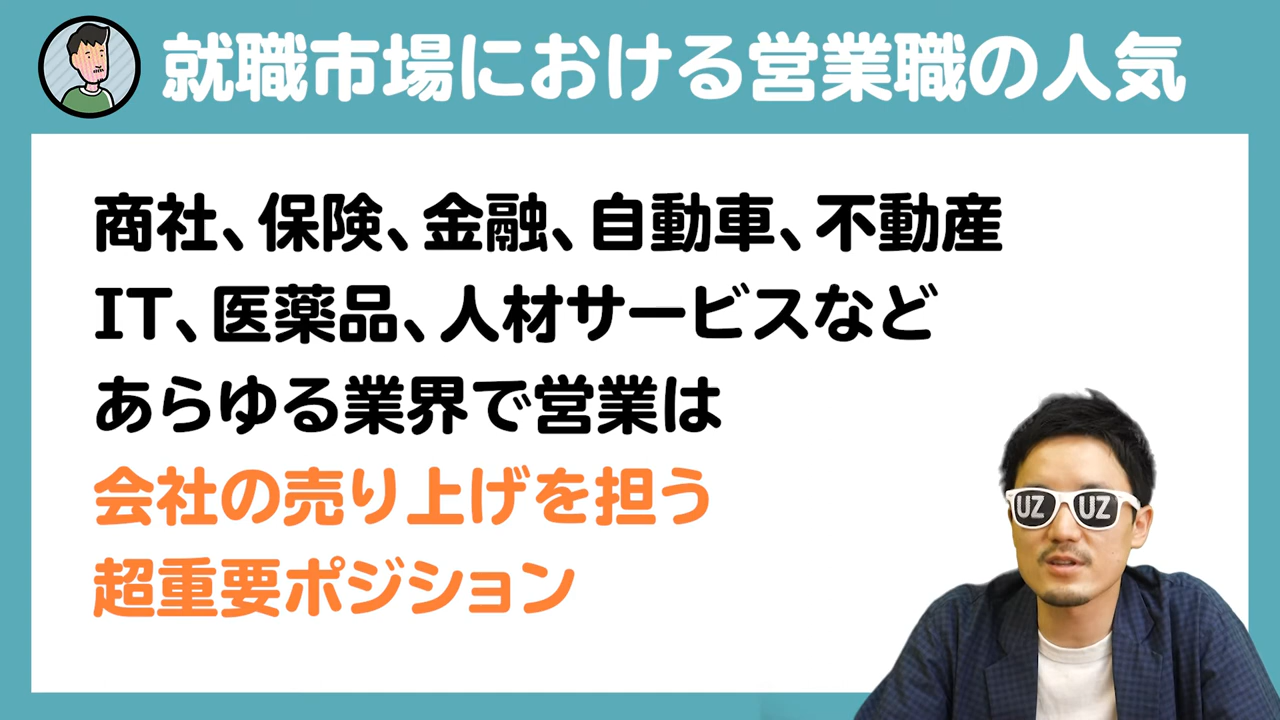 就職市場における営業職の人気
商社、保険、金融、自動車、不動産
IT、医薬品、人材サービスなど
あらゆる業界で営業は
会社の売り上げを担う
超重要ポジション
UZ UZ